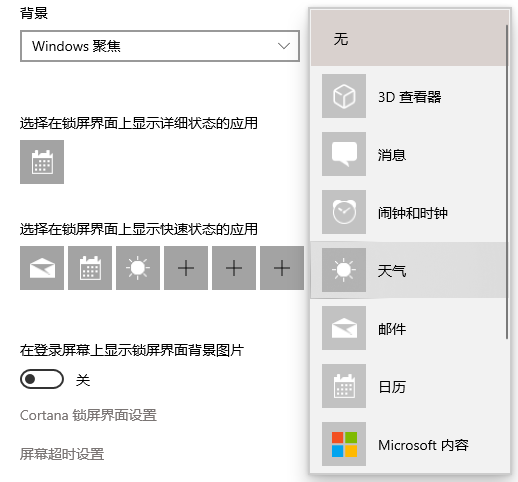 背景
Windows 聚焦
选择在锁屏界面上显示详细状态的应用
选择在锁屏界面上显示快速状态的应用
在登录屏幕上显示锁屏界面背景图片
关
Cortana 锁屏界面设置
屏幕超时设置
无
3D 查看器
消息
闹钟和时钟
天气
邮件
日历
Microsoft 内容